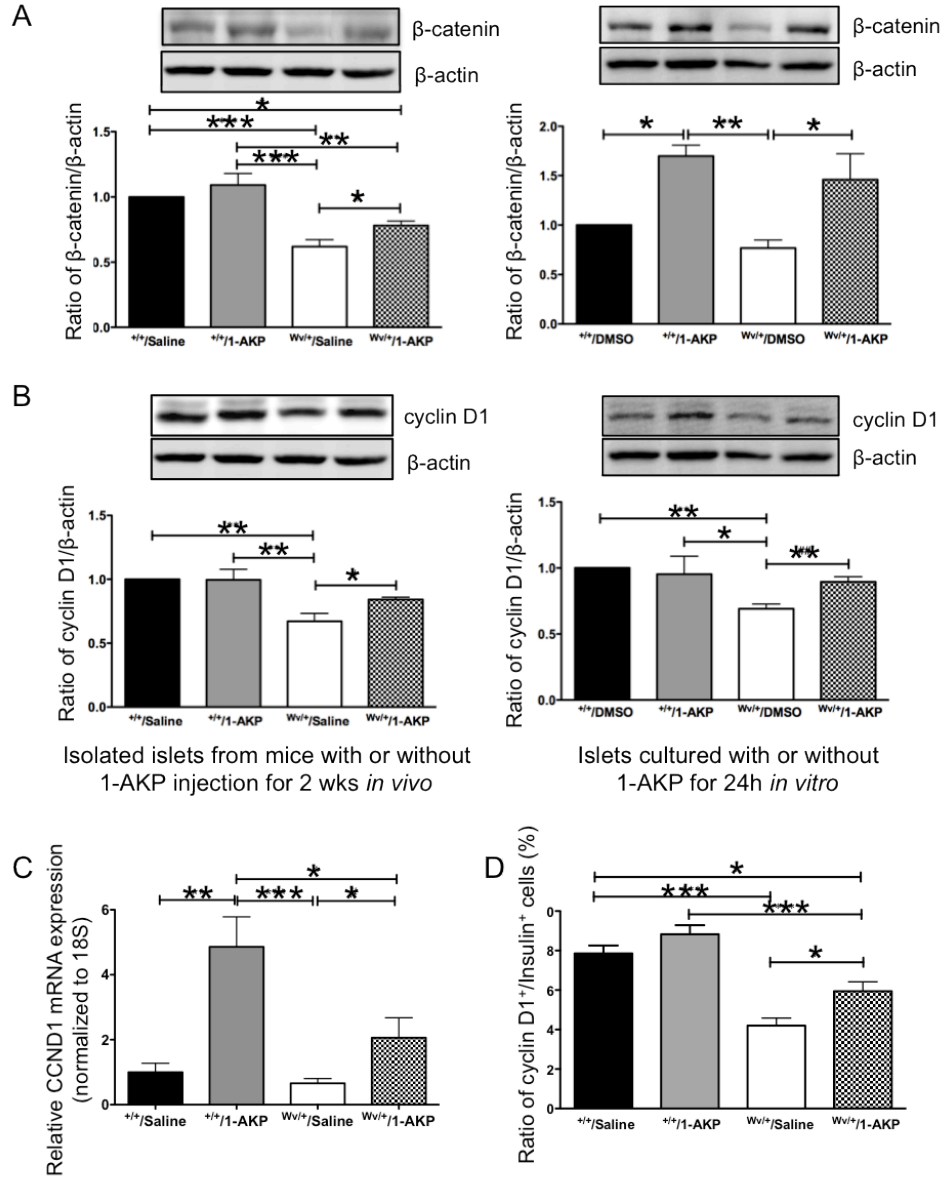 A
β-catenin
β-actin
*
***
**
***
*
Ratio of β-catenin/β-actin
1.5
1.0
0.5
0.0
+/+/Saline
+/+/1-AKP
Wv/+/Saline
Wv/+/1-AKP
β-catenin
β-actin
*
**
*
Ratio of β-catenin/β-actin
2.0
1.5
1.0
0.5
0.0
+/+/DMSO
+/+/1-AKP
Wv/+/DMSO
Wv/+/1-AKP
B
cyclin D1
β-actin
**
**
*
Ratio of cyclin D1/β-actin
1.5
1.0
0.5
0.0
+/+/Saline
+/+/1-AKP
Wv/+/Saline
Wv/+/1-AKP
Isolated islets from mice with or without
1-AKP injection for 2 wks in vivo
cyclin D1
β-actin
**
*
**
Ratio of cyclin D1/β-actin
1.5
1.0
0.5
0.0
+/+/DMSO
+/+/1-AKP
Wv/+/DMSO
Wv/+/1-AKP
Islets cultured with or without
1-AKP for 24h in vitro
C
Relative CCND1 mRNA expression
(normalized to 18S)
*
**
***
*
6
4
2
0
+/+/Saline
+/+/1-AKP
Wv/+/Saline
Wv/+/1-AKP
D
Ratio of cyclin D1+/Insulin+ cells (%)
*
***
***
*
0
8
6
4
2
0
+/+/Saline
+/+/1-AKP
Wv/+/Saline
Wv/+/1-AKP